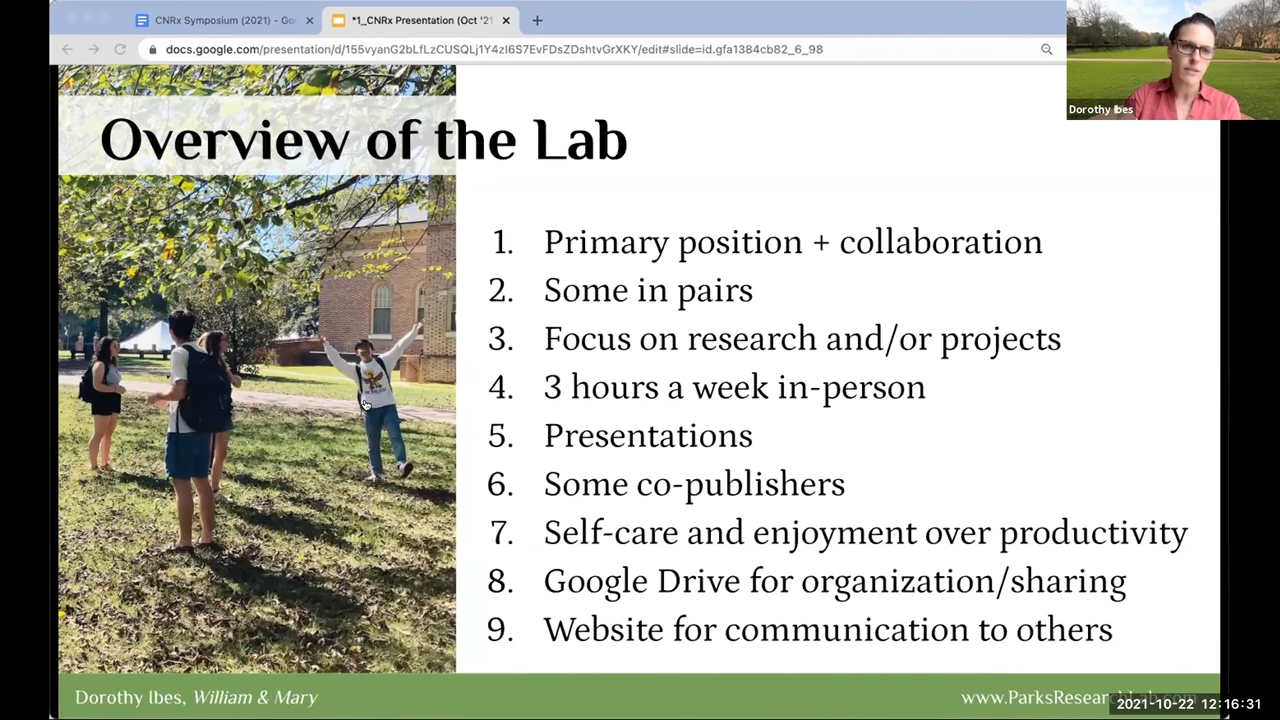 CNRx Symposium (2021) - Go
*1_CNRx Presentation (Oct '21
docs.google.com/presentation/d/155vyanG2bLfLzCUSQLj1Y4zl6S7EvFDsZDshtvGrXKY/edit#slide=id.gfa1384cb82_6_98
Dorothy Ibes
Overview of the Lab
1. Primary position + collaboration
2. Some in pairs
3. Focus on research and/or projects
4. 3 hours a week in-person
5. Presentations
6. Some co-publishers
7. Self-care and enjoyment over productivity
8. Google Drive for organization/sharing
9. Website for communication to others
Dorothy Ibes, William & Mary
www.ParksResearchLab.com
2021-10-22 12:16:31